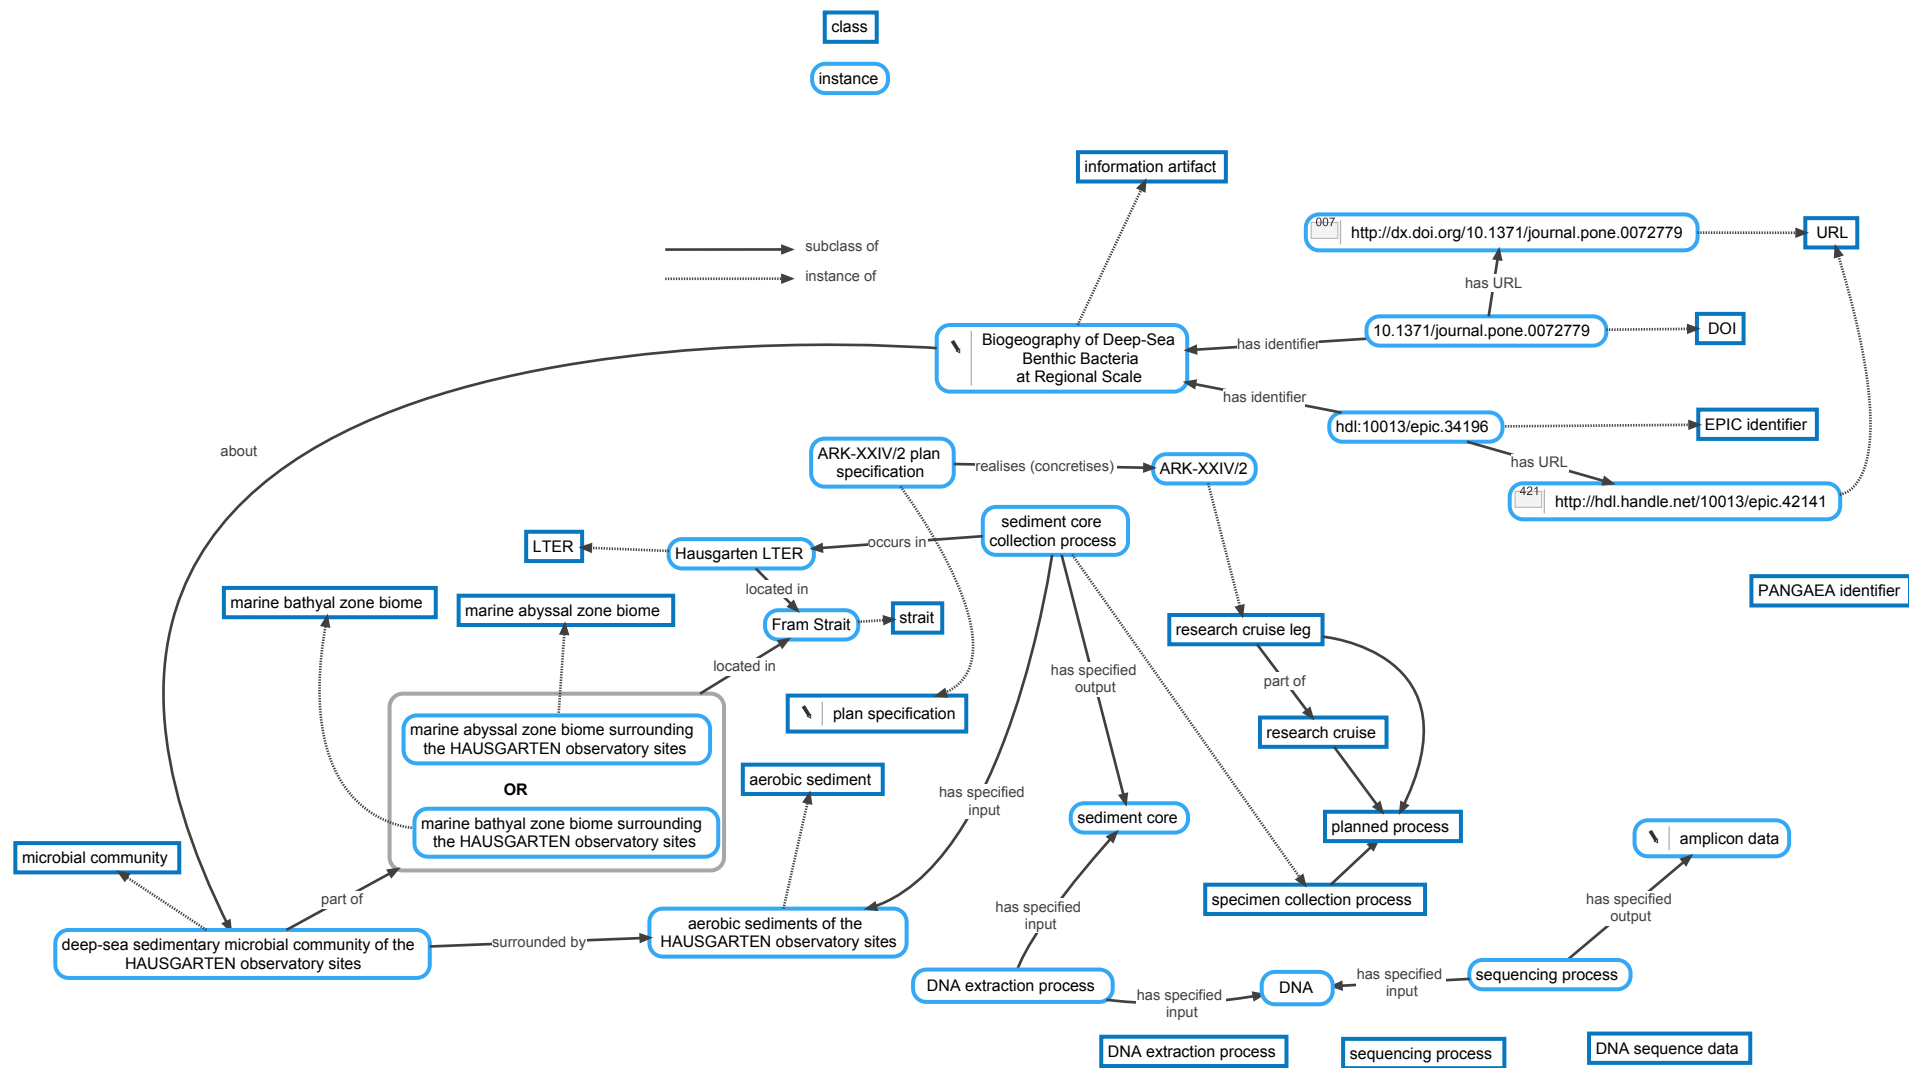 class
instance
information artifact
007
http://dx.doi.org/10.1371/journal.pone.0072779
URL
subclass of
instance of
has URL
Biogeography of Deep-Sea
Benthic Bacteria
at Regional Scale
has identifier
10.1371/journal.pone.0072779
DOI
has identifier
hdl:10013/epic.34196
EPIC identifier
about
ARK-XXIV/2 plan
specification
realises (concretises)
ARK-XXIV/2
has URL
421
http://hdl.handle.net/10013/epic.42141
sediment core
collection process
LTER
Hausgarten LTER
occurs in
located in
PANGAEA identifier
marine bathyal zone biome
marine abyssal zone biome
Fram Strait
strait
research cruise leg
located in
has specified
output
part of
plan specification
marine abyssal zone biome surrounding
the HAUSGARTEN observatory sites
research cruise
OR
aerobic sediment
has specified
input
marine bathyal zone biome surrounding
the HAUSGARTEN observatory sites
sediment core
planned process
amplicon data
microbial community
part of
has specified
input
specimen collection process
has specified
output
deep-sea sedimentary microbial community of the
HAUSGARTEN observatory sites
surrounded by
aerobic sediments of the
HAUSGARTEN observatory sites
DNA extraction process
has specified
input
DNA
has specified
input
sequencing process
DNA extraction process
sequencing process
DNA sequence data